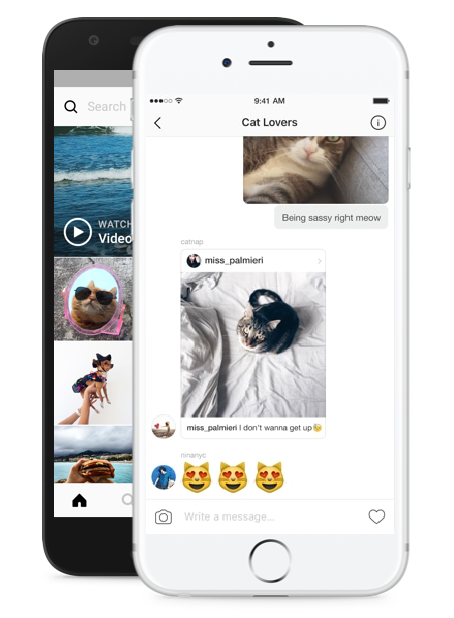 Search
WATCH
Video
9:41 AM
Cat Lovers
Being sassy right meow
catnap
miss_palmieri
miss_palmieri I don't wanna get up
ninanyc
Write a message...